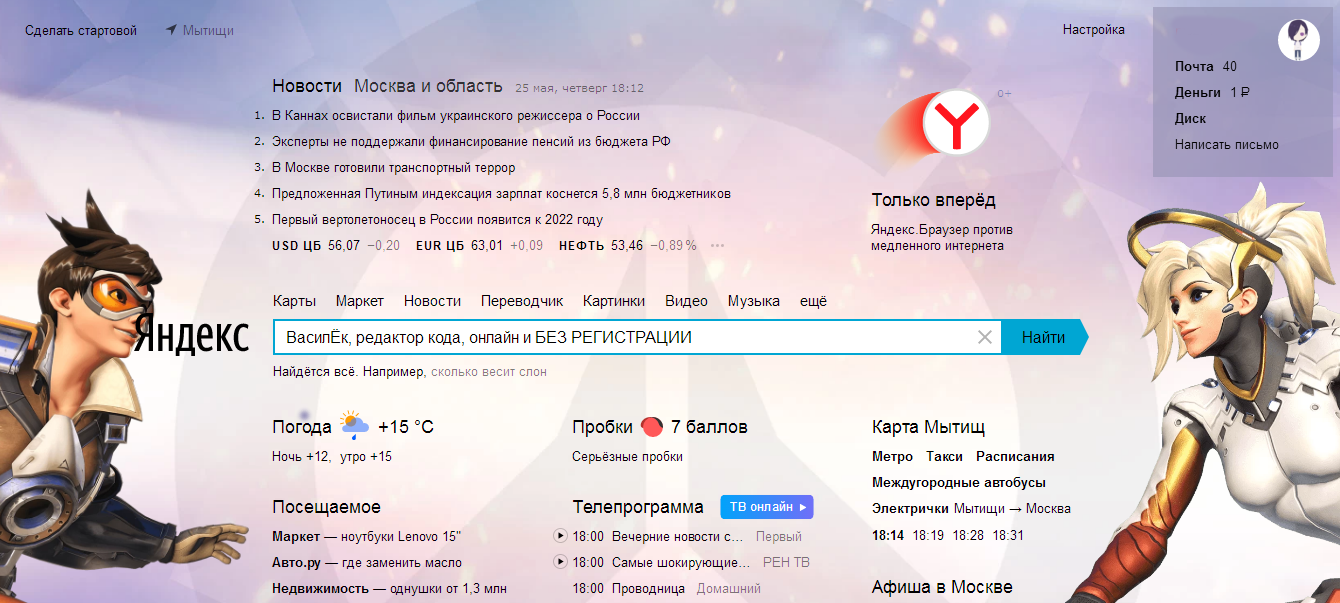 Сделать стартовой
Мытищи
Настройка
Почта 40
Деньги 1 ₽
Диск
Написать письмо
Новости Москва и область 25 мая, четверг 18:12
1. В Каннах освистали фильм украинского режиссера о России
2. Эксперты не поддержали финансирование пенсий из бюджета РФ
3. В Москве готовили транспортный террор
4. Предложенная Путиным индексация зарплат коснется 5,8 млн бюджетников
5. Первый вертолетоносец в России появится к 2022 году
USD ЦБ 56,07 −0,20 EUR ЦБ 63,01 +0,09 НЕФТЬ 53,46 −0,89 % •••
0+
Только вперёд
Яндекс.Браузер против
медленного интернета
Карты Маркет Новости Переводчик Картинки Видео Музыка ещё
Яндекс
ВасилЁк, редактор кода, онлайн и БЕЗ РЕГИСТРАЦИИ
Найти
Найдётся всё. Например, сколько весит слон
Погода +15 °C
Ночь +12, утро +15
Пробки 7 баллов
Серьёзные пробки
Карта Мытищ
Метро Такси Расписания
Междугородные автобусы
Электрички Мытищи → Москва
18:14 18:19 18:28 18:31
Посещаемое
Маркет — ноутбуки Lenovo 15"
Авто.ру — где заменить масло
Недвижимость — однушки от 1,3 млн
Телепрограмма ТВ онлайн
18:00 Вечерние новости с... Первый
18:00 Самые шокирующие... РЕН ТВ
18:00 Проводница Домашний
Афиша в Москве